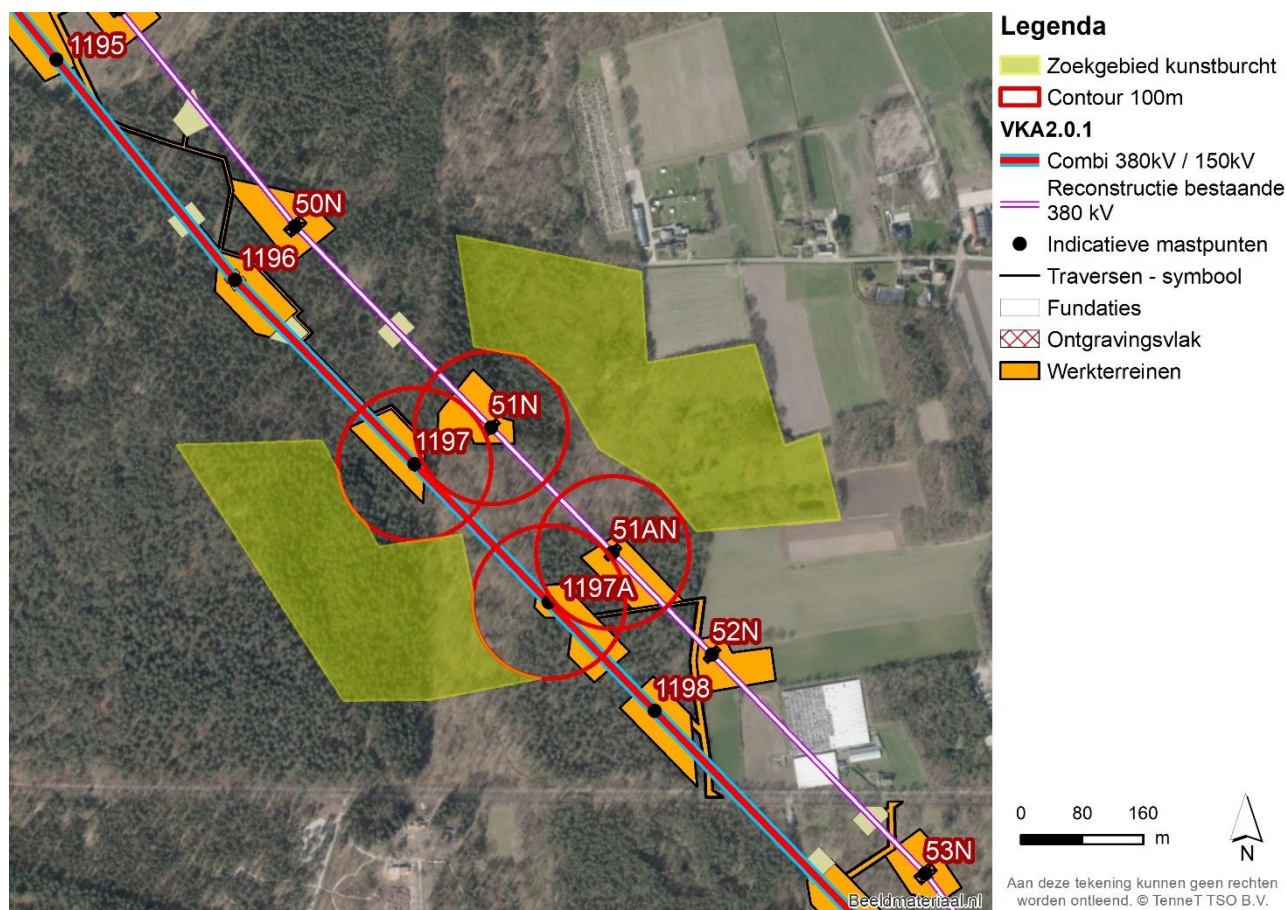 1195
50N
1196
51N
1197
51AN
1197A
52N
1198
53N
Beeldmateriaal.nl
Legenda
Zoekgebied kunstburcht
Contour 100m
VKA2.0.1
Combi 380kV / 150kV
Reconstructie bestaande
380 kV
Indicatieve mastpunten
Traversen - symbool
Fundaties
Ontgravingsvlak
Werkterreinen
0 80 160
m
N
Aan deze tekening kunnen geen rechten
worden ontleend. © TenneT TSO B.V.